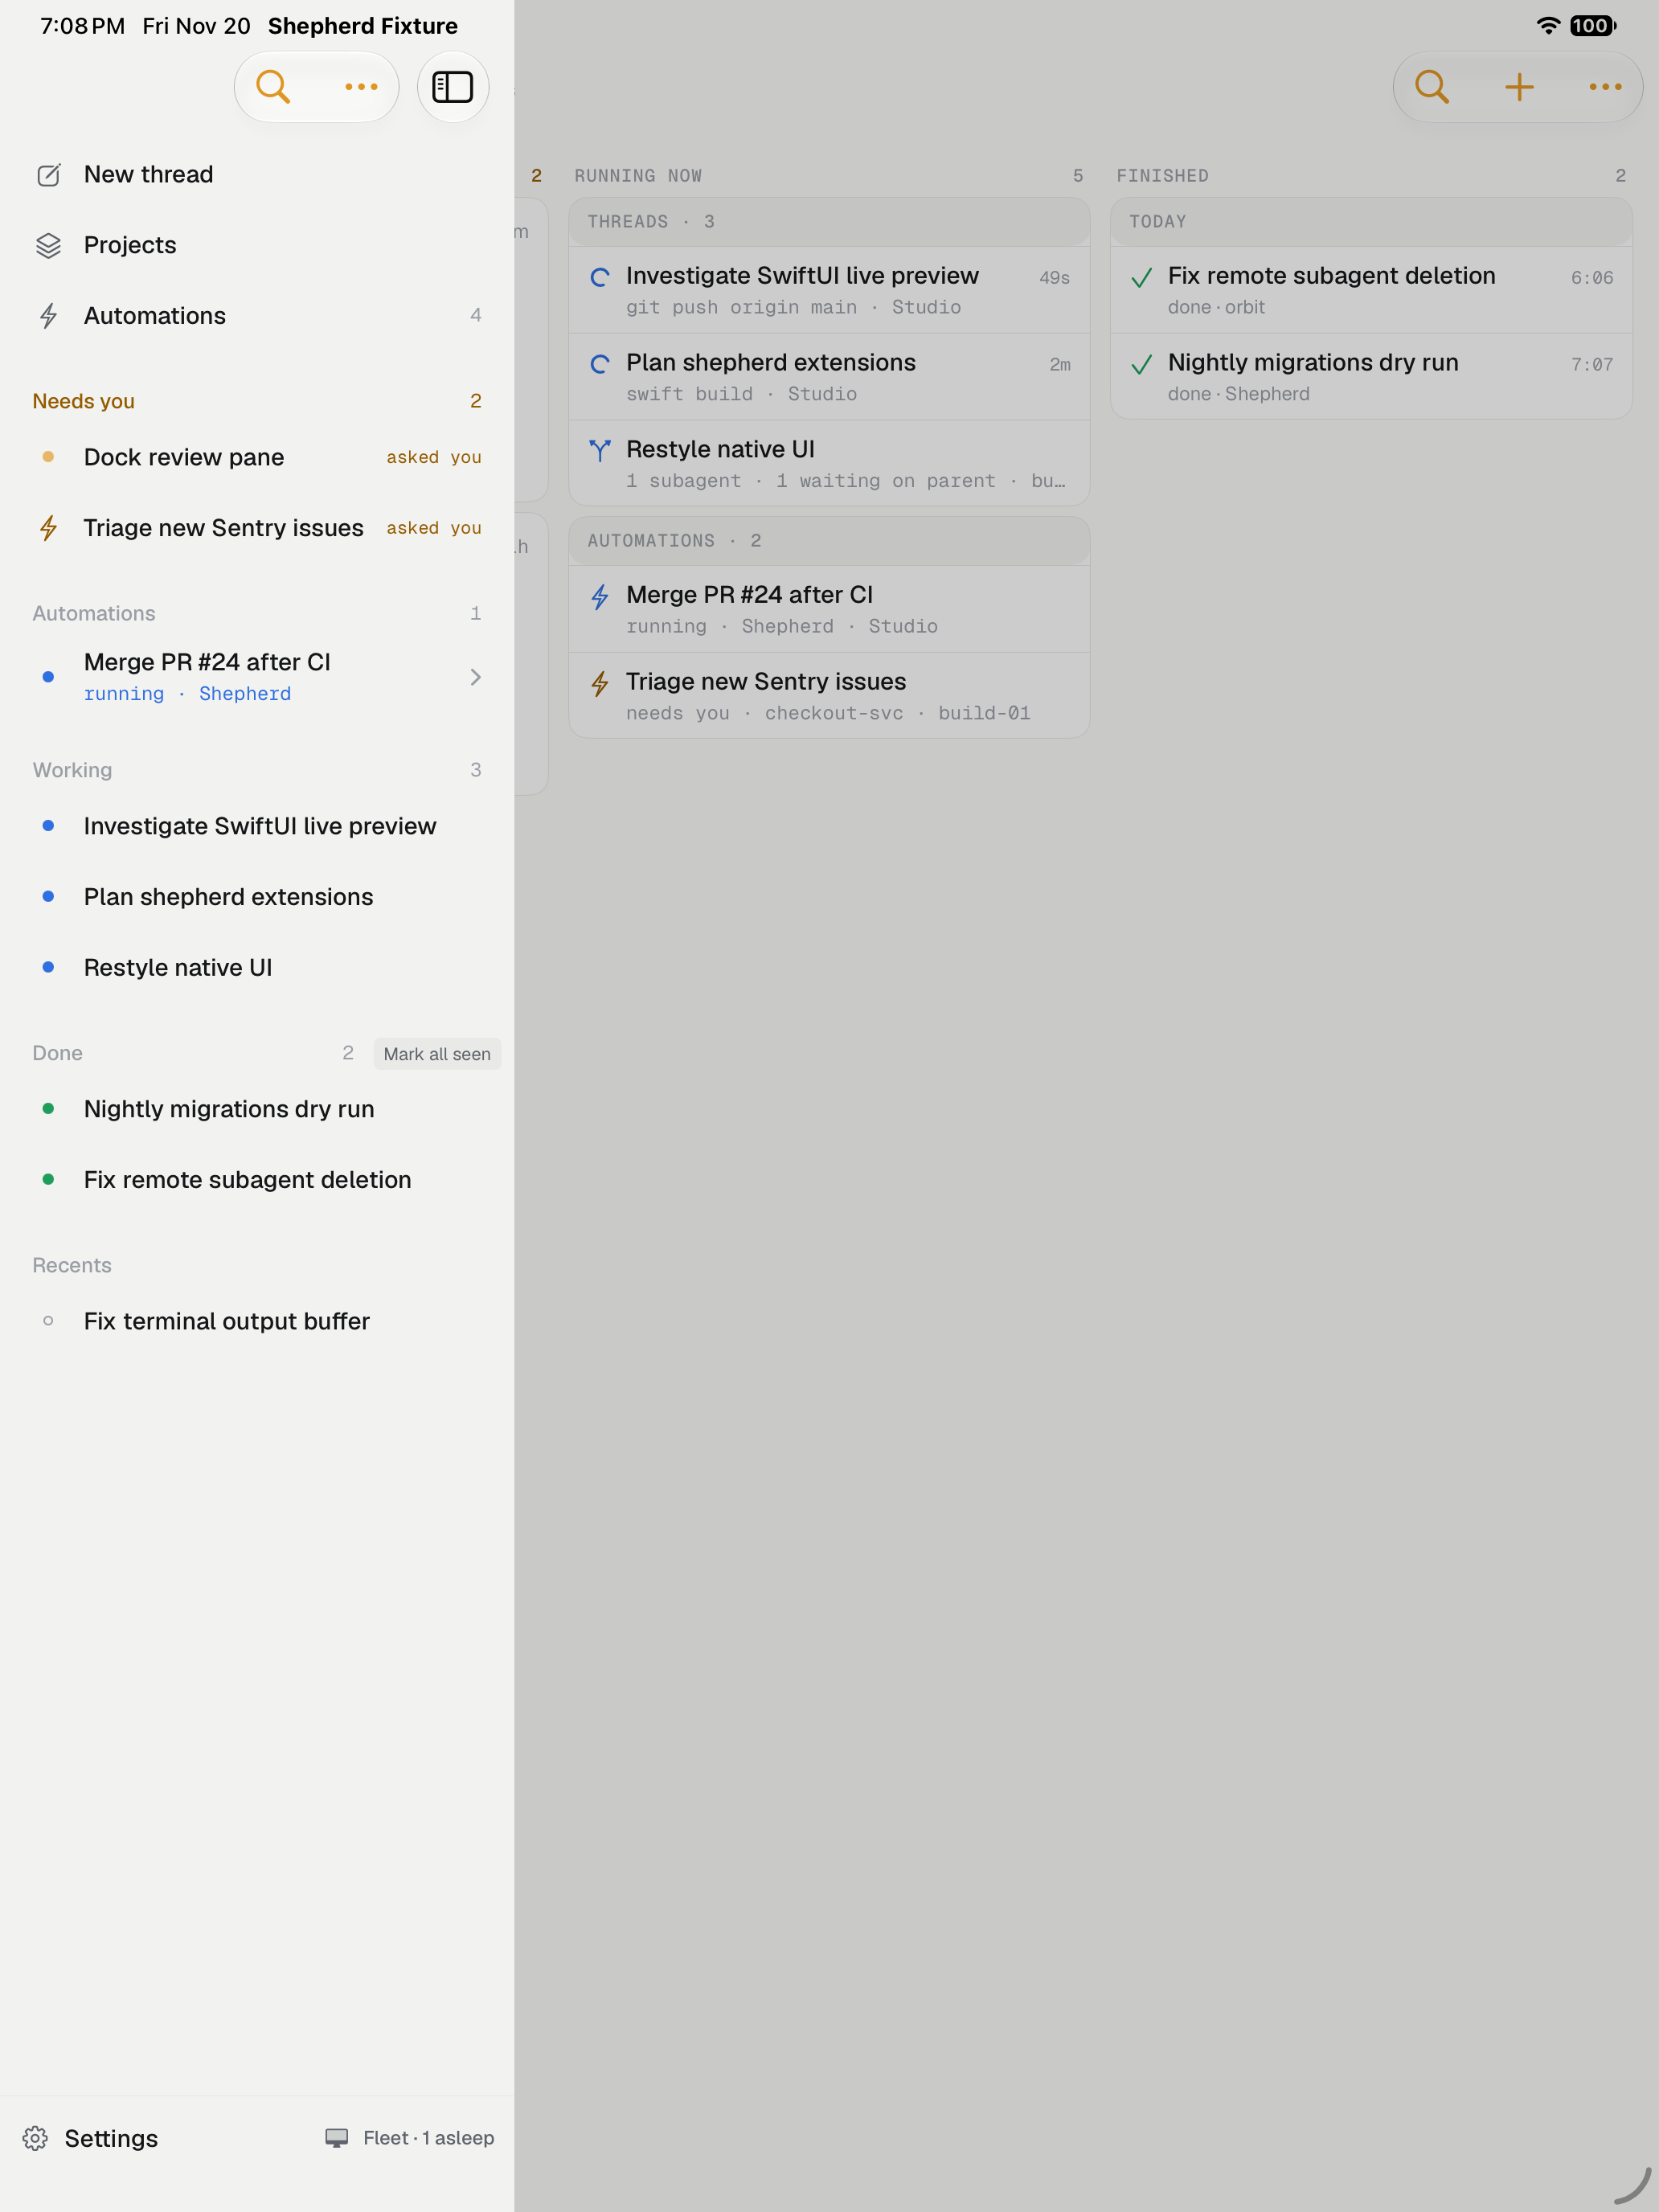 7:08 PM Fri Nov 20 Shepherd Fixture
100
New thread
Projects
Automations 4
Needs you 2
Dock review pane asked you
Triage new Sentry issues asked you
Automations 1
Merge PR #24 after CI
running · Shepherd
Working 3
Investigate SwiftUI live preview
Plan shepherd extensions
Restyle native UI
Done 2 Mark all seen
Nightly migrations dry run
Fix remote subagent deletion
Recents
Fix terminal output buffer
Settings Fleet · 1 asleep
2
m
h
RUNNING NOW 5
THREADS · 3
Investigate SwiftUI live preview 49s
git push origin main · Studio
Plan shepherd extensions 2m
swift build · Studio
Restyle native UI
1 subagent · 1 waiting on parent · bu…
AUTOMATIONS · 2
Merge PR #24 after CI
running · Shepherd · Studio
Triage new Sentry issues
needs you · checkout-svc · build-01
FINISHED 2
TODAY
Fix remote subagent deletion 6:06
done · orbit
Nightly migrations dry run 7:07
done · Shepherd